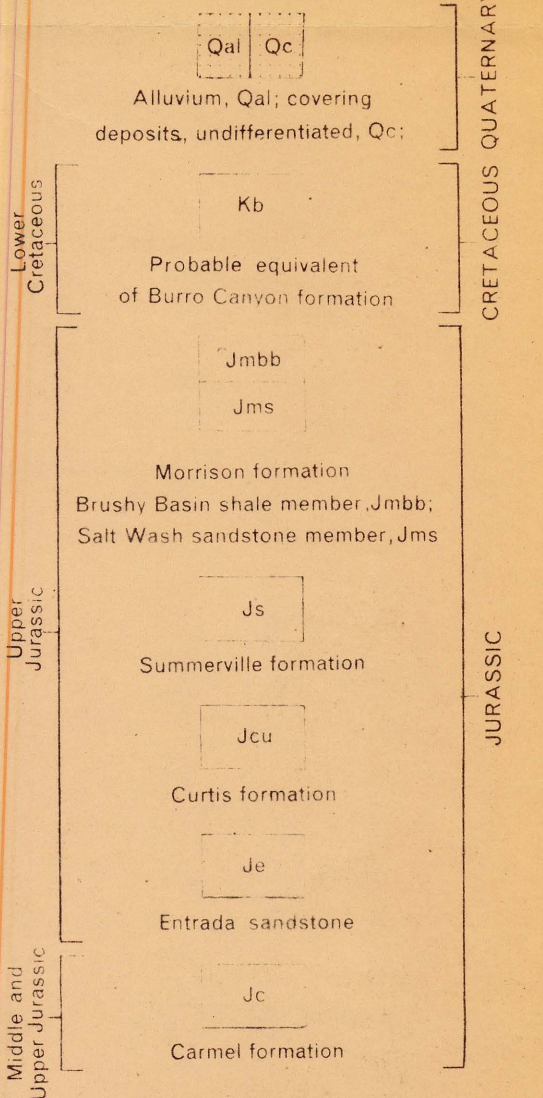 Qal Qc
Alluvium, Qal; covering
deposits, undifferentiated, Qc;
QUATERNARY
Kb
Probable equivalent
of Burro Canyon formation
Lower
Cretaceous
CRETACEOUS
Jmbb
Jms
Morrison formation
Brushy Basin shale member, Jmbb;
Salt Wash sandstone member, Jms
Js
Summerville formation
Jcu
Curtis formation
Je
Entrada sandstone
Upper
Jurassic
Jc
Carmel formation
Middle and
Upper Jurassic
JURASSIC